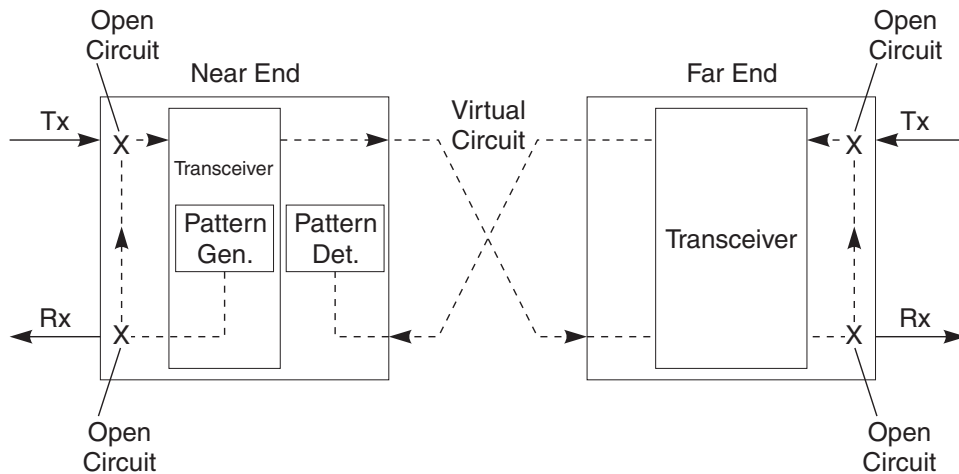 Open
Circuit
Open
Circuit
Near End
Far End
Tx
Virtual
Circuit
Tx
X
X
Transceiver
Pattern
Gen.
Pattern
Det.
Transceiver
Rx
Rx
X
X
Open
Circuit
Open
Circuit